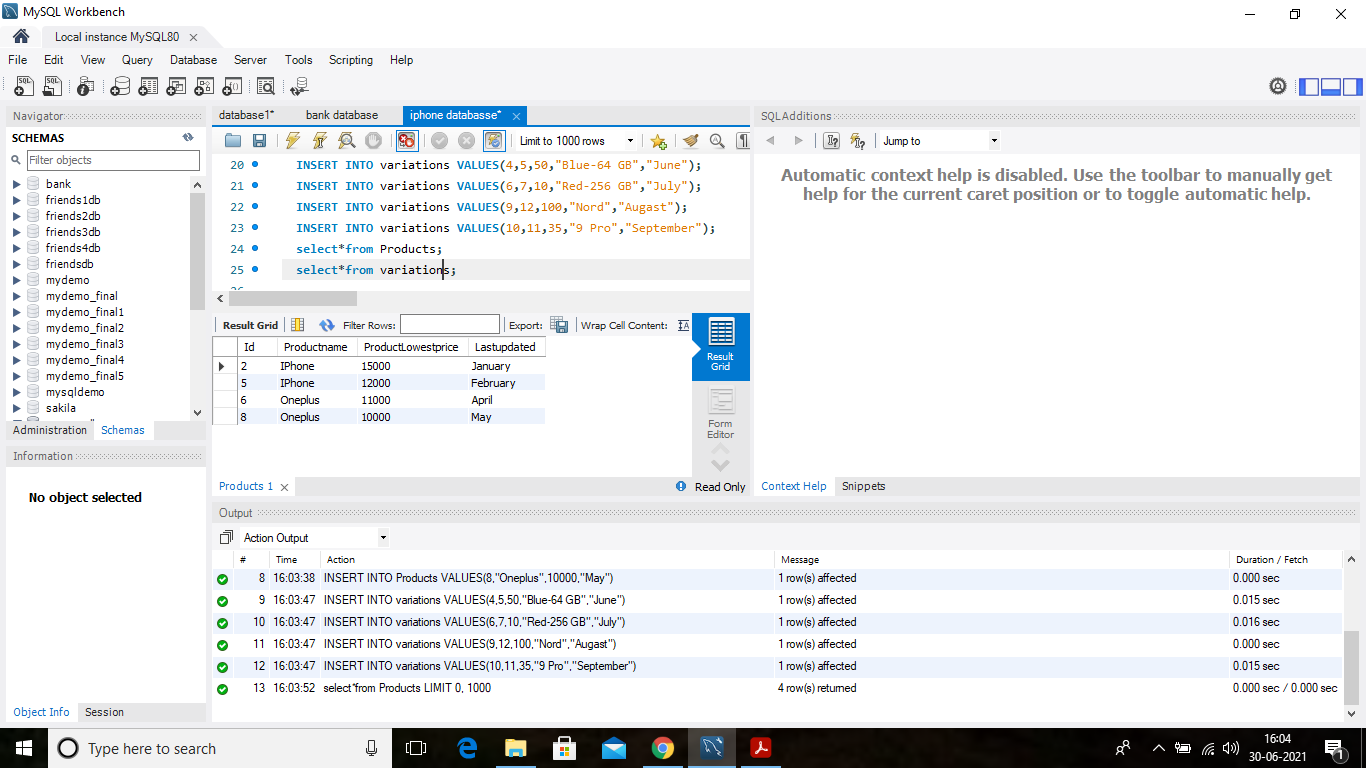 MySQL Workbench
Local instance MySQL80
File Edit View Query Database Server Tools Scripting Help
Navigator
SCHEMAS
Filter objects
bank
friends1db
friends2db
friends3db
friends4db
friendsdb
mydemo
mydemo_final
mydemo_final1
mydemo_final2
mydemo_final3
mydemo_final4
mydemo_final5
mysqldemo
sakila
Administration Schemas
Information
No object selected
Object Info Session
database1* bank database iphone databasse*
Limit to 1000 rows
20 INSERT INTO variations VALUES(4,5,50,"Blue-64 GB","June");
21 INSERT INTO variations VALUES(6,7,10,"Red-256 GB","July");
22 INSERT INTO variations VALUES(9,12,100,"Nord","Augast");
23 INSERT INTO variations VALUES(10,11,35,"9 Pro","September");
24 select*from Products;
25 select*from variations;
Result Grid Filter Rows: Export: Wrap Cell Content:
Id Productname ProductLowestprice Lastupdated
2 IPhone 15000 January
5 IPhone 12000 February
6 Oneplus 11000 April
8 Oneplus 10000 May
Result
Grid
Form
Editor
Products 1
Read Only
SQLAdditions
Jump to
Automatic context help is disabled. Use the toolbar to manually get
help for the current caret position or to toggle automatic help.
Context Help Snippets
Output
Action Output
# Time Action Message Duration / Fetch
8 16:03:38 INSERT INTO Products VALUES(8,"Oneplus",10000,"May") 1 row(s) affected 0.000 sec
9 16:03:47 INSERT INTO variations VALUES(4,5,50,"Blue-64 GB","June") 1 row(s) affected 0.015 sec
10 16:03:47 INSERT INTO variations VALUES(6,7,10,"Red-256 GB","July") 1 row(s) affected 0.016 sec
11 16:03:47 INSERT INTO variations VALUES(9,12,100,"Nord","Augast") 1 row(s) affected 0.000 sec
12 16:03:47 INSERT INTO variations VALUES(10,11,35,"9 Pro","September") 1 row(s) affected 0.015 sec
13 16:03:52 select*from Products LIMIT 0, 1000 4 row(s) returned 0.000 sec / 0.000 sec
Type here to search
16:04
30-06-2021
1